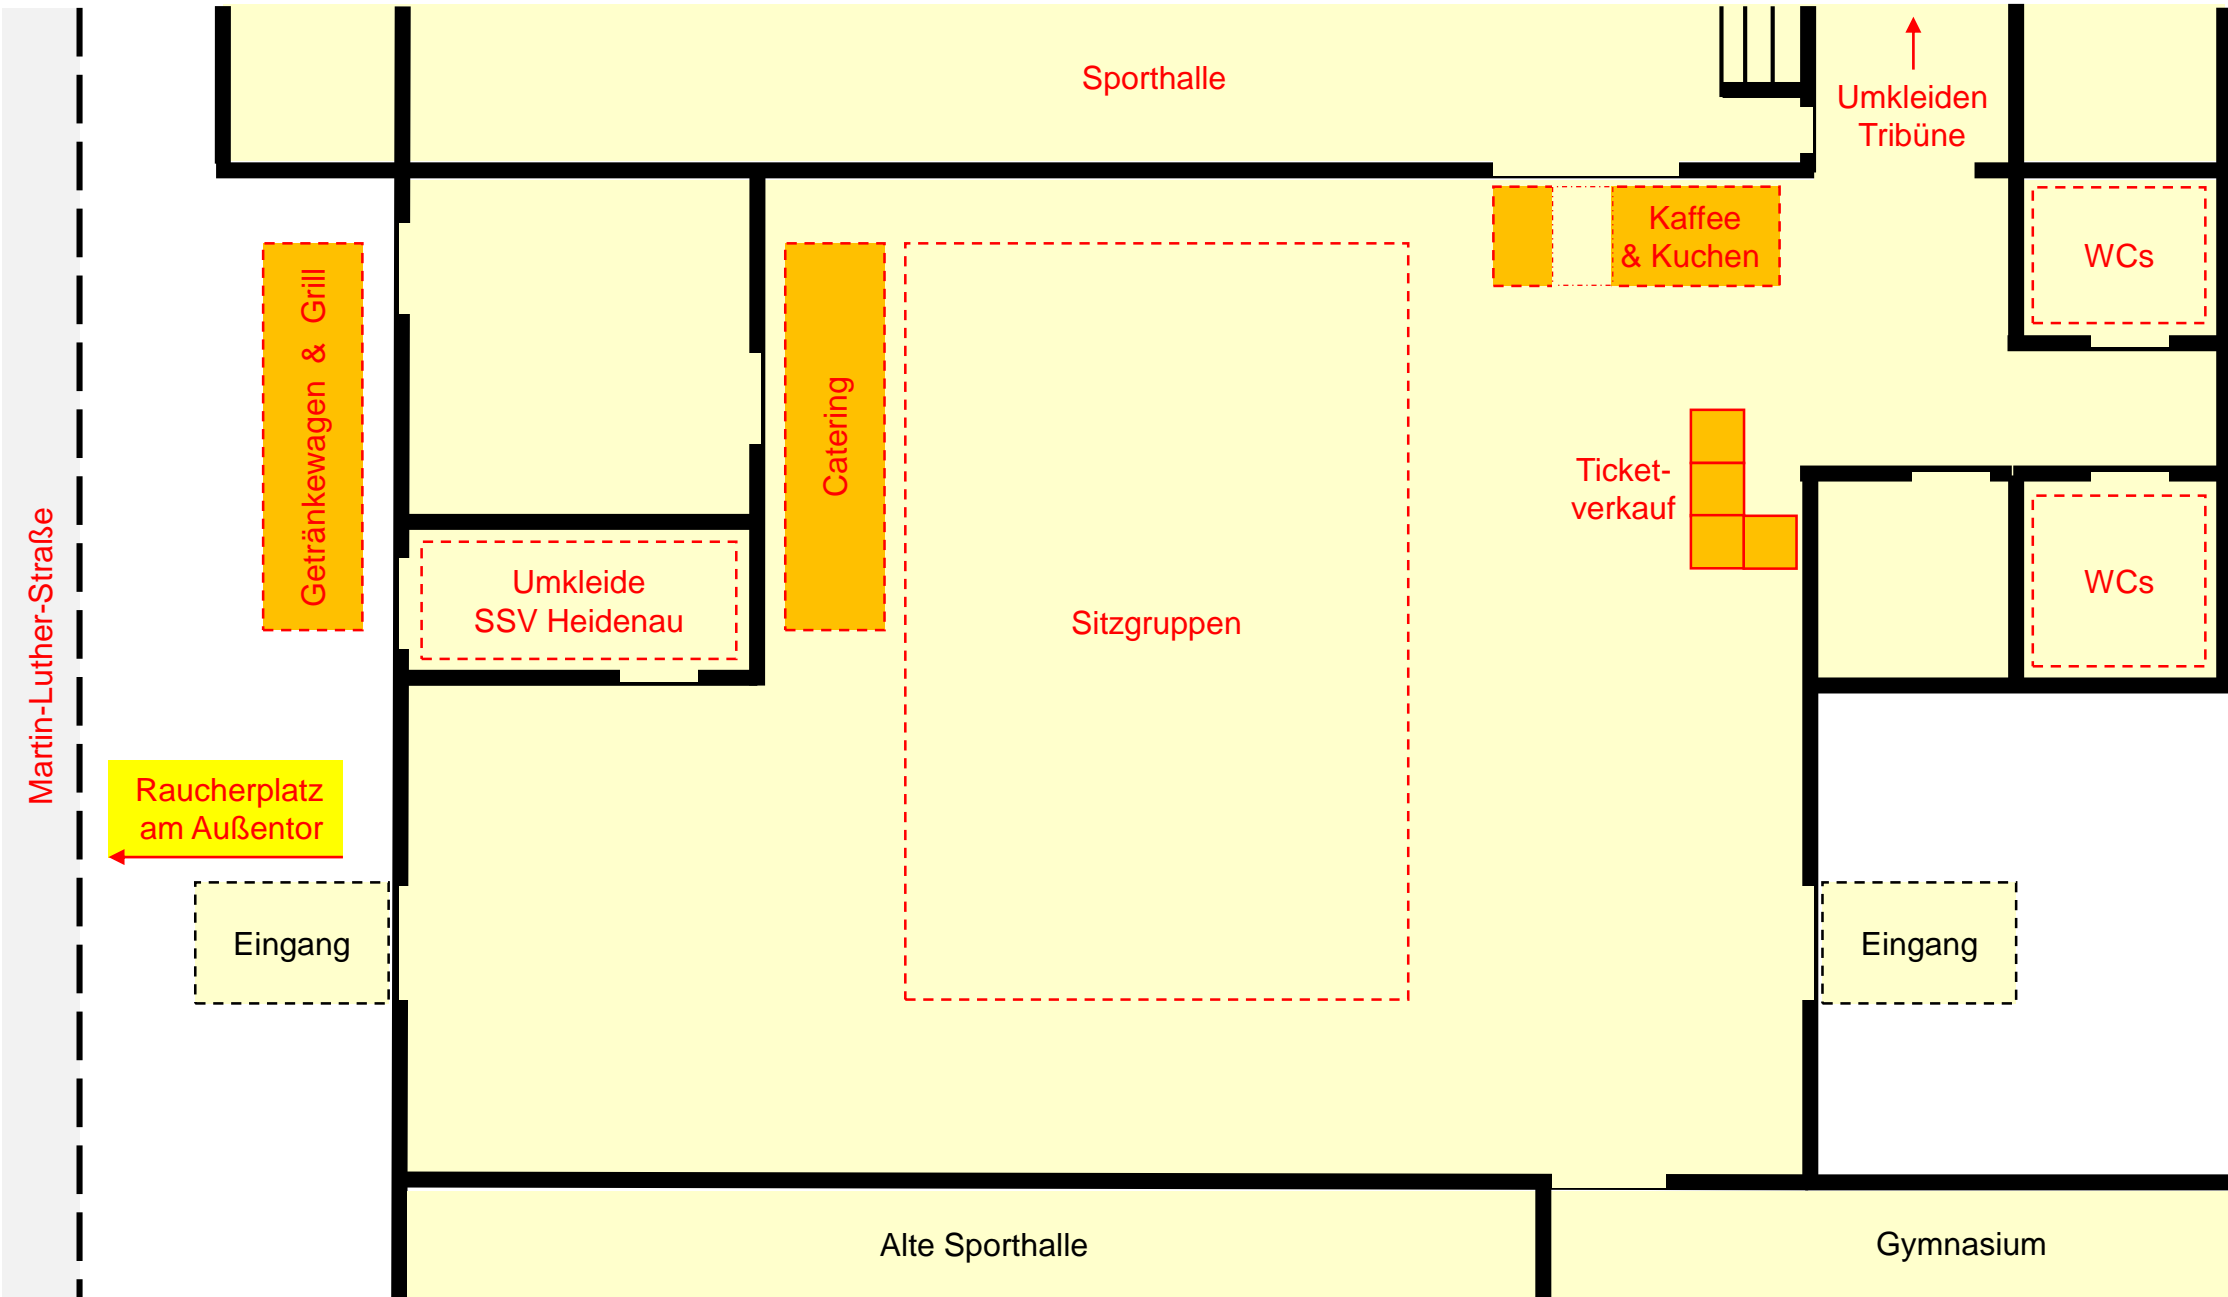 Sporthalle
Umkleiden
Tribüne
Kaffee
& Kuchen
WCs
Getränkewagen & Grill
Catering
Ticket-
verkauf
Umkleide
SSV Heidenau
Sitzgruppen
WCs
Martin-Luther-Straße
Raucherplatz
am Außentor
Eingang
Eingang
Alte Sporthalle
Gymnasium